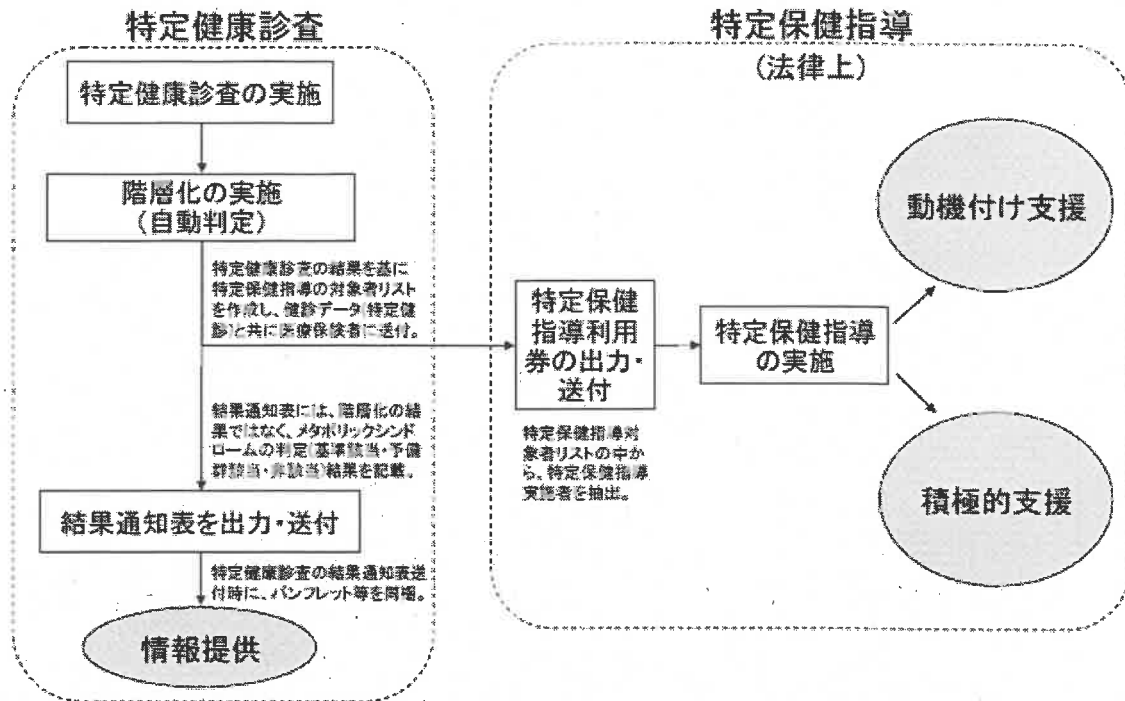 特定健康診査
特定健康診査の実施
階層化の実施
(自動判定)
特定健康診査の結果を基に
特定保健指導の対象者リスト
を作成し、健診データ(特定健
診)と共に医療保険者に送付。
結果通知表には、階層化の結
果ではなく、メタボリックシンド
ロームの判定(基準該当・予備
群該当・非該当)結果を記載。
結果通知表を出力・送付
特定健康診査の結果通知表送
付時に、パンフレット等を同梱。
情報提供
特定保健指導
(法律上)
特定保健
指導利用
券の出力・
送付
特定保健指導対
象者リストの中か
ら、特定保健指導
実施者を抽出。
特定保健指導
の実施
動機付け支援
積極的支援